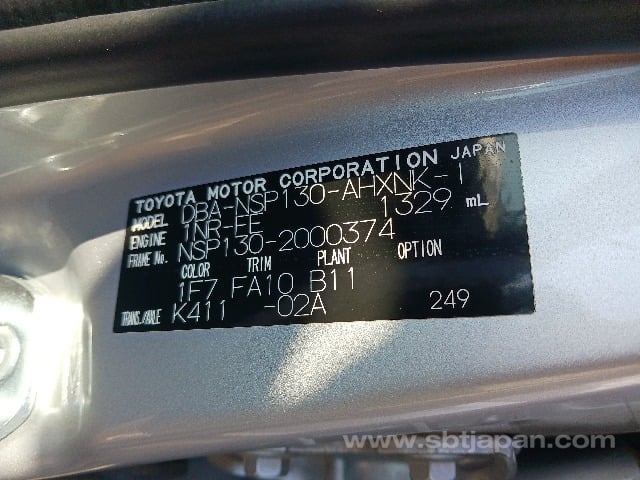 TOYOTA MOTOR CORPORATION JAPAN
MODEL DBA-NSP130-AHXNK-1
ENGINE 1NR-FE 1329 mL
FRAME No. NSP130-2000374
COLOR TRIM PLANT OPTION
1F7 FA10 B11
TRANS./AXLE K411 -02A 249
www.sbtjapan.com